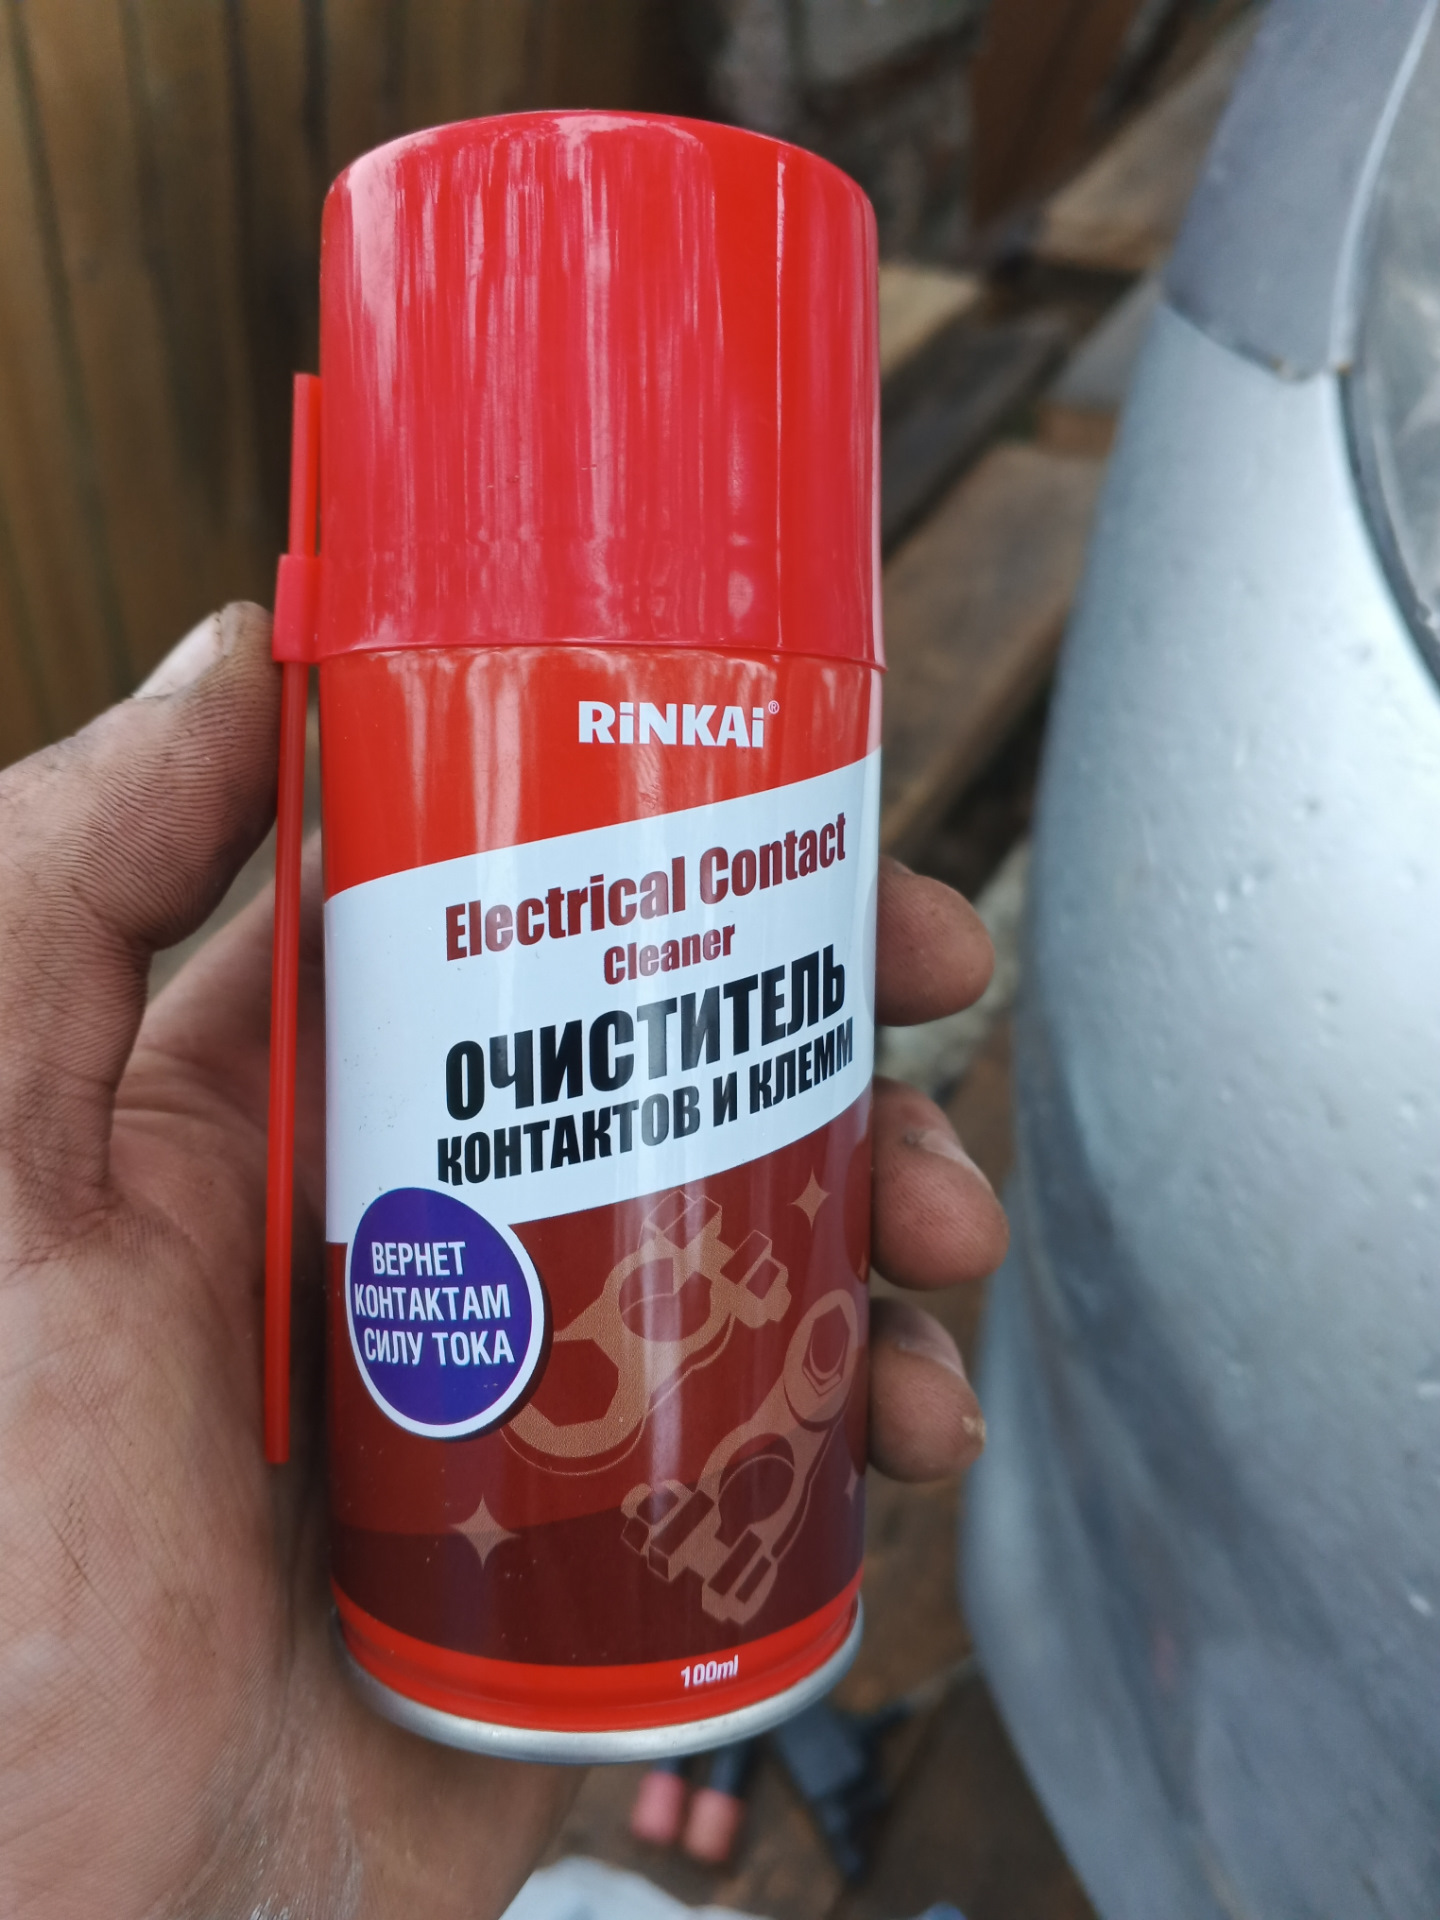 RiNKAi®
Electrical Contact
Cleaner
ОЧИСТИТЕЛЬ
КОНТАКТОВ И КЛЕММ
ВЕРНЕТ
КОНТАКТАМ
СИЛУ ТОКА
100ml